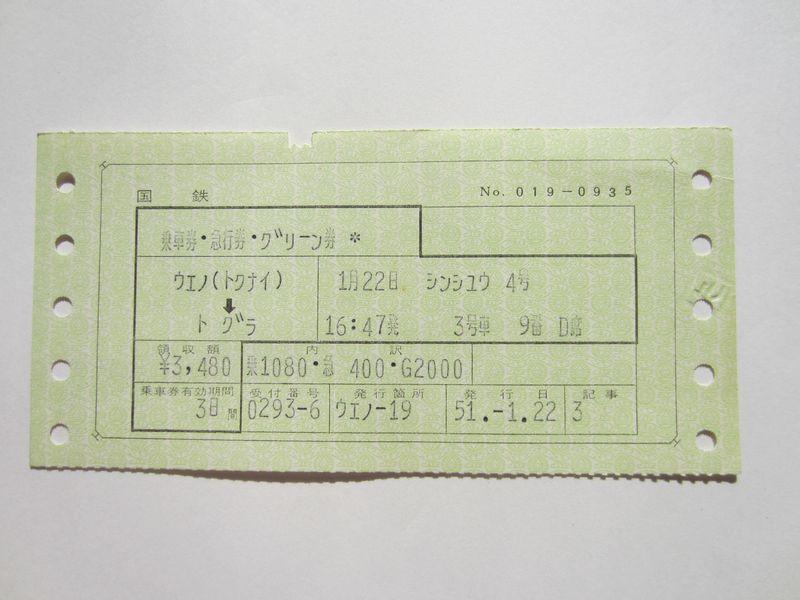 国鉄 No. 019-0935
乗車券・急行券・グリーン券 *
ウエノ(トクナイ) 1月22日 シンシュウ 4号
⬇
トグラ 16:47発 3号車 9番 D席
領収額 内訳
¥3,480 乗1080・急 400・G2000
乗車券有効期間 受付番号 発行箇所 発行日 記事
3日間 0293-6 ウエノ-19 51.-1.22 3